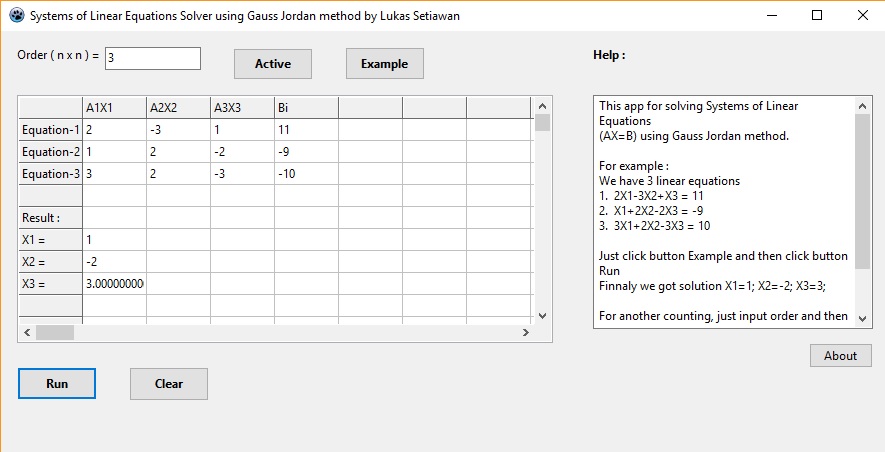 Systems of Linear Equations Solver using Gauss Jordan method by Lukas Setiawan
Order ( n x n ) = 3 Active Example Help :
A1X1 A2X2 A3X3 Bi
Equation-1 2 -3 1 11
Equation-2 1 2 -2 -9
Equation-3 3 2 -3 -10
Result :
X1 = 1
X2 = -2
X3 = 3.00000000
This app for solving Systems of Linear
Equations
(AX=B) using Gauss Jordan method.
For example :
We have 3 linear equations
1. 2X1-3X2+X3 = 11
2. X1+2X2-2X3 = -9
3. 3X1+2X2-3X3 = 10
Just click button Example and then click button
Run
Finnaly we got solution X1=1; X2=-2; X3=3;
For another counting, just input order and then
About
Run Clear